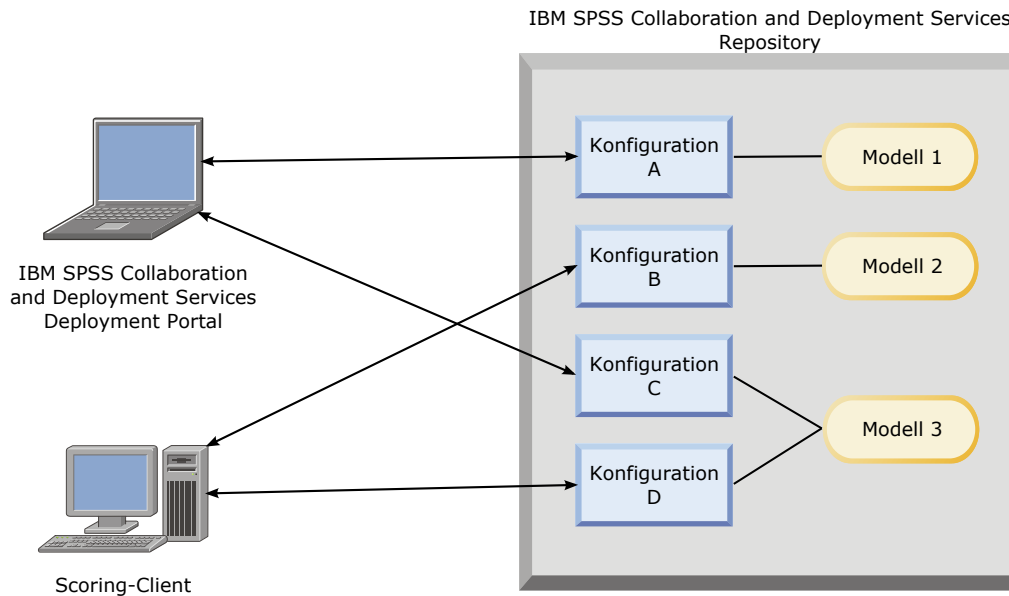 IBM SPSS Collaboration and Deployment Services
Repository
Konfiguration
A
Modell 1
Konfiguration
B
Modell 2
IBM SPSS Collaboration
and Deployment Services
Deployment Portal
Konfiguration
C
Modell 3
Konfiguration
D
Scoring-Client